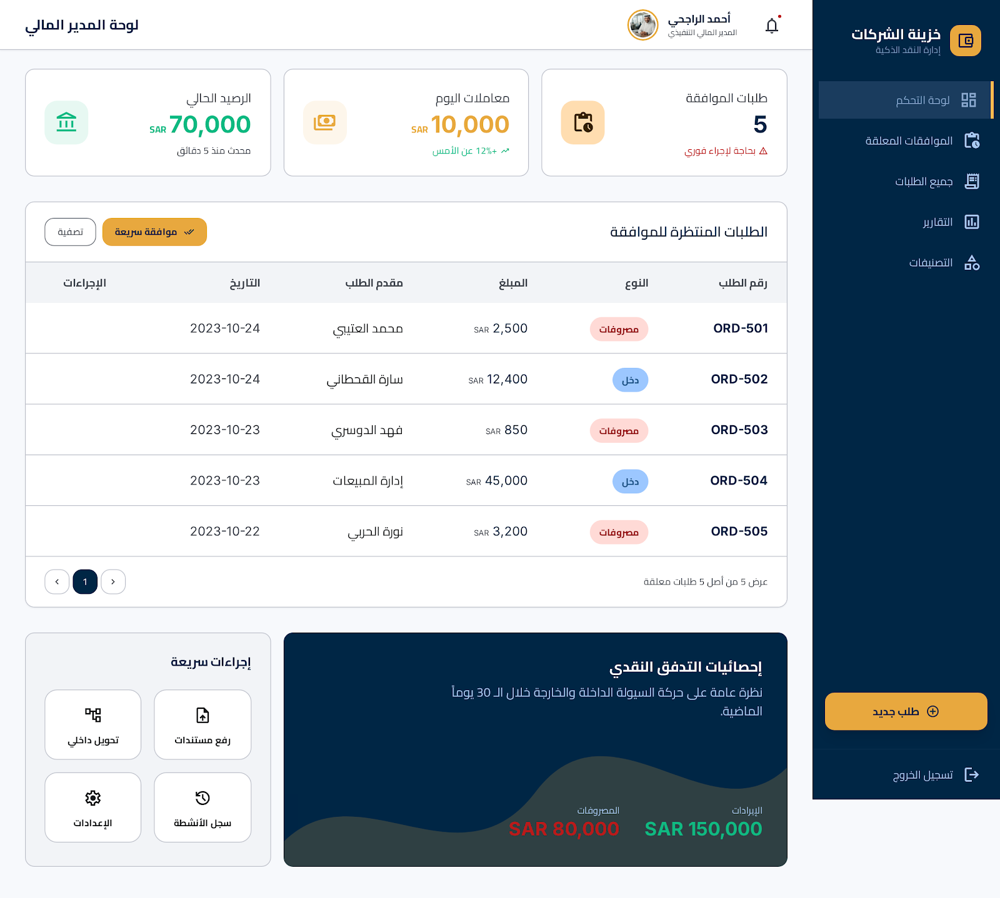 خزينة الشركات
إدارة النقد الذكية
لوحة التحكم
الموافقات المعلقة
جميع الطلبات
التقارير
التصنيفات
طلب جديد
تسجيل الخروج
أحمد الراجحي
المدير المالي التنفيذي
لوحة المدير المالي
طلبات الموافقة
5
بحاجة لإجراء فوري
معاملات اليوم
10,000 SAR
+12% عن الأمس
الرصيد الحالي
70,000 SAR
محدث منذ 5 دقائق
الطلبات المنتظرة للموافقة
موافقة سريعة
تصفية
رقم الطلب النوع المبلغ مقدم الطلب التاريخ الإجراءات
ORD-501 مصروفات 2,500 SAR محمد العتيبي 2023-10-24
ORD-502 دخل 12,400 SAR سارة القحطاني 2023-10-24
ORD-503 مصروفات 850 SAR فهد الدوسري 2023-10-23
ORD-504 دخل 45,000 SAR إدارة المبيعات 2023-10-23
ORD-505 مصروفات 3,200 SAR نورة الحربي 2023-10-22
عرض 5 من أصل 5 طلبات معلقة
1
إحصائيات التدفق النقدي
نظرة عامة على حركة السيولة الداخلة والخارجة خلال الـ 30 يوماً
الماضية.
الإيرادات
SAR 150,000
المصروفات
SAR 80,000
إجراءات سريعة
رفع مستندات
تحويل داخلي
سجل الأنشطة
الإعدادات